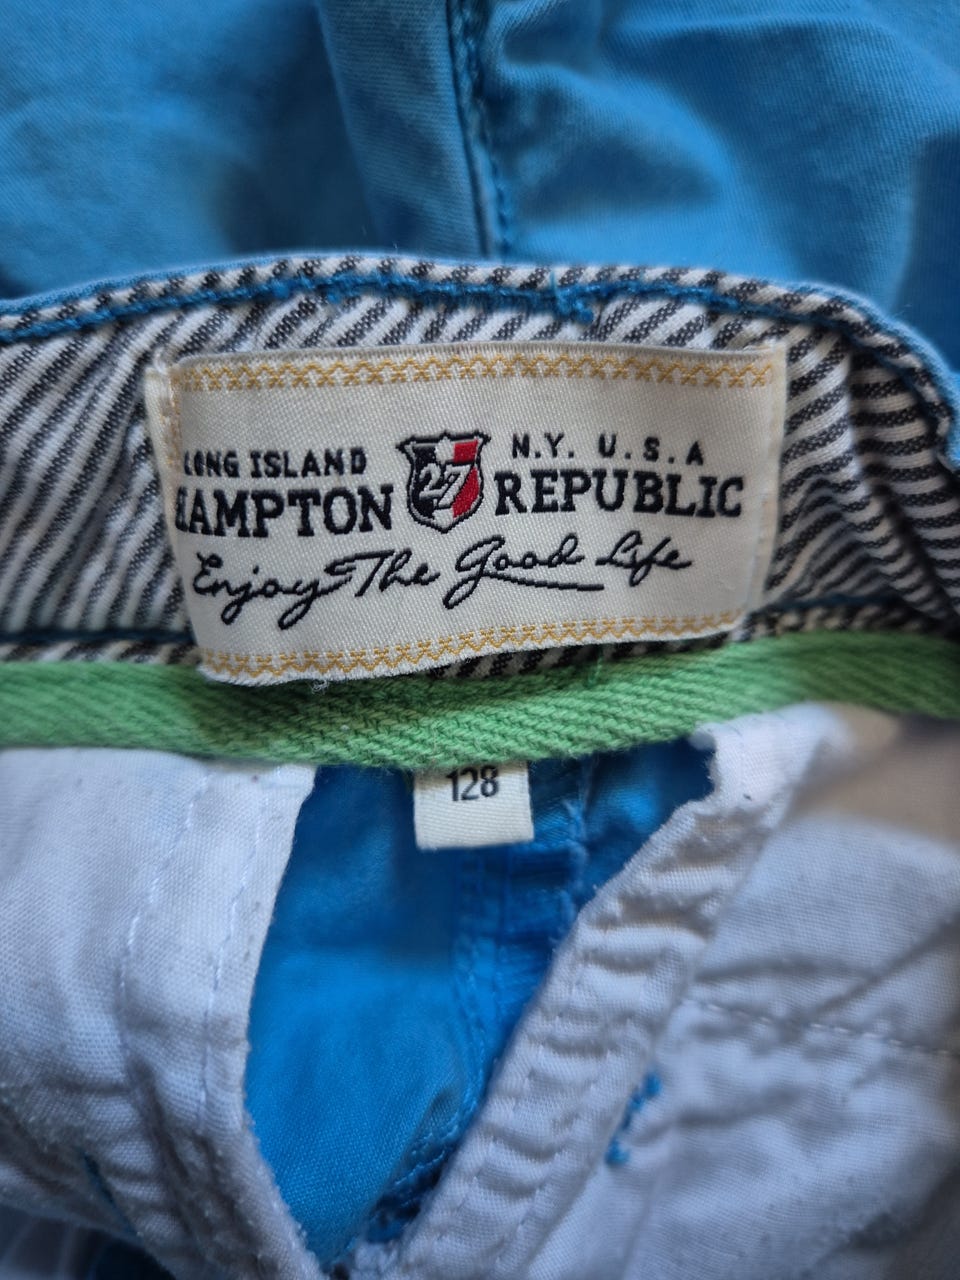 LONG ISLAND N.Y. U.S.A
HAMPTON 27 REPUBLIC
Enjoy The Good Life
128